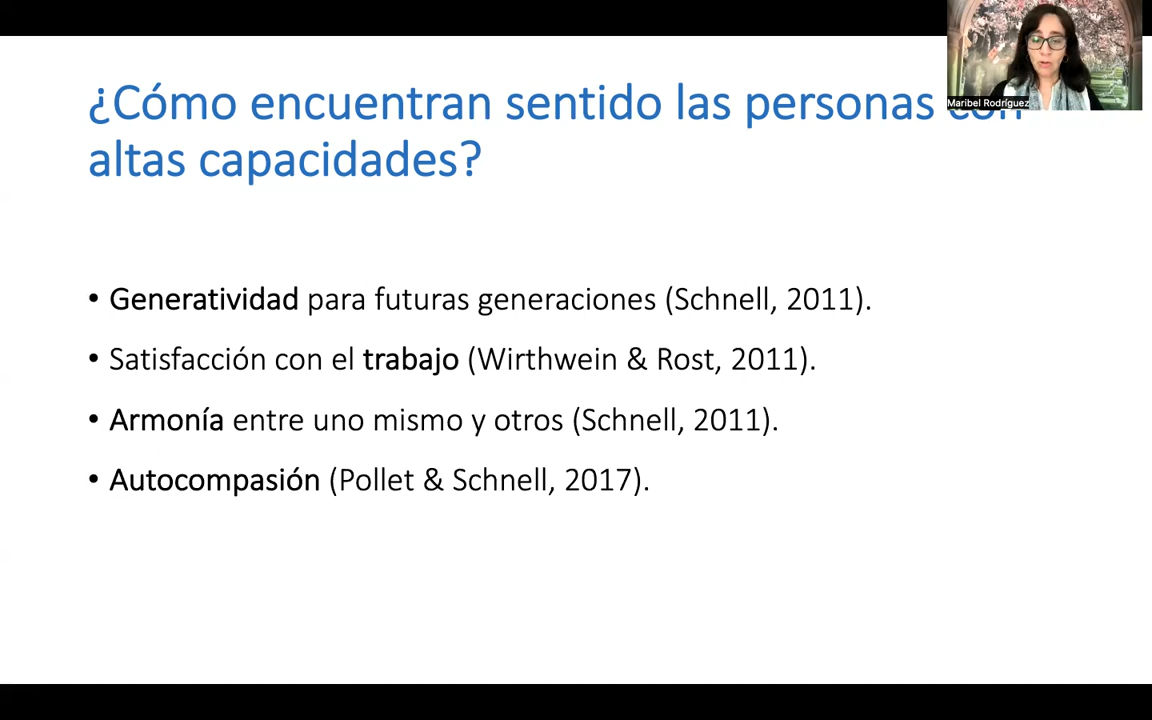 ¿Cómo encuentran sentido las personas con
altas capacidades?
Maribel Rodríguez
• Generatividad para futuras generaciones (Schnell, 2011).
• Satisfacción con el trabajo (Wirthwein & Rost, 2011).
• Armonía entre uno mismo y otros (Schnell, 2011).
• Autocompasión (Pollet & Schnell, 2017).